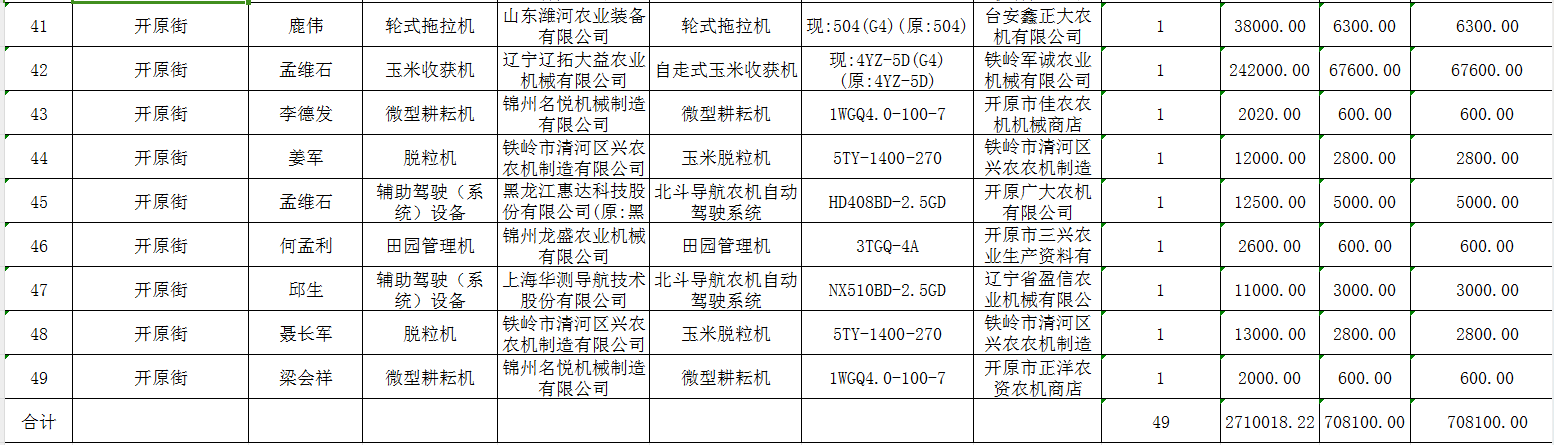 41 开原街 鹿伟 轮式拖拉机 山东潍河农业装备有限公司 轮式拖拉机 现:504(G4)(原:504) 台安鑫正大农机有限公司 1 38000.00 6300.00 6300.00
42 开原街 孟维石 玉米收获机 辽宁辽拓大益农业机械有限公司 自走式玉米收获机 现:4YZ-5D(G4)(原:4YZ-5D) 铁岭军诚农业机械有限公司 1 242000.00 67600.00 67600.00
43 开原街 李德发 微型耕耘机 锦州名悦机械制造有限公司 微型耕耘机 1WGQ4.0-100-7 开原市佳农农机机械商店 1 2020.00 600.00 600.00
44 开原街 姜军 脱粒机 铁岭市清河区兴农农机制造有限公司 玉米脱粒机 5TY-1400-270 铁岭市清河区兴农农机制造 1 12000.00 2800.00 2800.00
45 开原街 孟维石 辅助驾驶（系统）设备 黑龙江惠达科技股份有限公司(原:黑 北斗导航农机自动驾驶系统 HD408BD-2.5GD 开原广大农机有限公司 1 12500.00 5000.00 5000.00
46 开原街 何孟利 田园管理机 锦州龙盛农业机械有限公司 田园管理机 3TGQ-4A 开原市三兴农业生产资料有 1 2600.00 600.00 600.00
47 开原街 邱生 辅助驾驶（系统）设备 上海华测导航技术股份有限公司 北斗导航农机自动驾驶系统 NX510BD-2.5GD 辽宁省盈信农业机械有限公 1 11000.00 3000.00 3000.00
48 开原街 聂长军 脱粒机 铁岭市清河区兴农农机制造有限公司 玉米脱粒机 5TY-1400-270 铁岭市清河区兴农农机制造 1 13000.00 2800.00 2800.00
49 开原街 梁会祥 微型耕耘机 锦州名悦机械制造有限公司 微型耕耘机 1WGQ4.0-100-7 开原市正洋农资农机商店 1 2000.00 600.00 600.00
合计 49 2710018.22 708100.00 708100.00